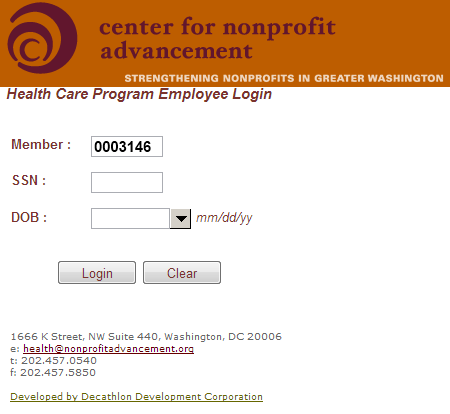 center for nonprofit
advancement
STRENGTHENING NONPROFITS IN GREATER WASHINGTON
Health Care Program Employee Login
Member : 0003146
SSN :
DOB : mm/dd/yy
Login Clear
1666 K Street, NW Suite 440, Washington, DC 20006
e: health@nonprofitadvancement.org
t: 202.457.0540
f: 202.457.5850
Developed by Decathlon Development Corporation